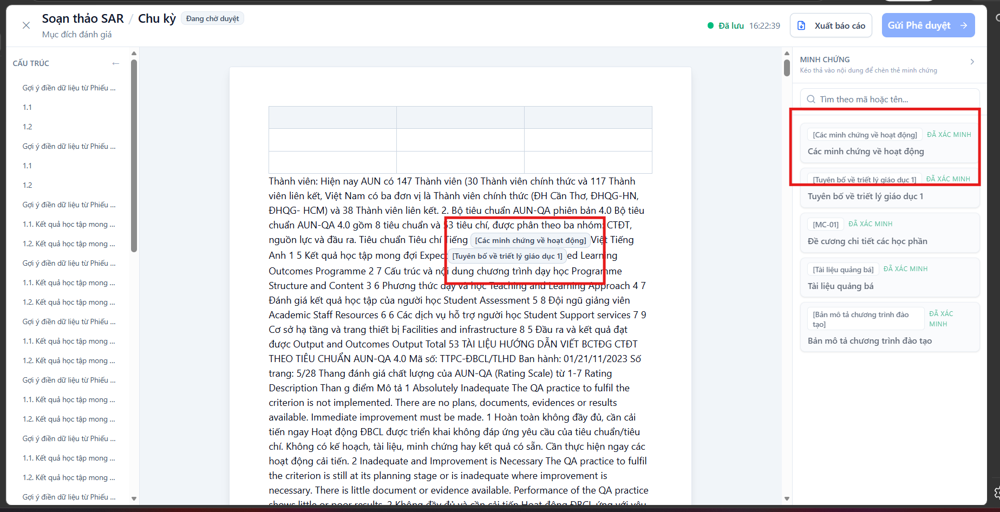 Soạn thảo SAR / Chu kỳ Đang chờ duyệt
Mục đích đánh giá
Đã lưu 16:22:39
Xuất báo cáo
Gửi Phê duyệt →
CẤU TRÚC ←
Gợi ý điền dữ liệu từ Phiếu ...
1.1
1.2
Gợi ý điền dữ liệu từ Phiếu ...
1.1
1.2
Gợi ý điền dữ liệu từ Phiếu ...
1.1. Kết quả học tập mong ...
1.2. Kết quả học tập mong ...
Gợi ý điền dữ liệu từ Phiếu ...
1.1. Kết quả học tập mong ...
1.2. Kết quả học tập mong ...
Gợi ý điền dữ liệu từ Phiếu ...
1.1. Kết quả học tập mong ...
1.2. Kết quả học tập mong ...
Gợi ý điền dữ liệu từ Phiếu ...
1.1. Kết quả học tập mong ...
1.2. Kết quả học tập mong ...
Gợi ý điền dữ liệu từ Phiếu ...
1.1. Kết quả học tập mong ...
1.2. Kết quả học tập mong ...
Gợi ý điền dữ liệu từ Phiếu ...
Thành viên: Hiện nay AUN có 147 Thành viên (30 Thành viên chính thức và 117 Thành
viên liên kết, Việt Nam có ba đơn vị là Thành viên chính thức (ĐH Cần Thơ, ĐHQG-HN,
ĐHQG- HCM) và 38 Thành viên liên kết. 2. Bộ tiêu chuẩn AUN-QA phiên bản 4.0 Bộ tiêu
chuẩn AUN-QA 4.0 gồm 8 tiêu chuẩn và 53 tiêu chí, được phân theo ba nhóm: CTĐT,
nguồn lực và đầu ra. Tiêu chuẩn Tiêu chí Tiếng [Các minh chứng về hoạt động] Việt Tiếng
Anh 1 5 Kết quả học tập mong đợi Expect [Tuyên bố về triết lý giáo dục 1] ed Learning
Outcomes Programme 2 7 Cấu trúc và nội dung chương trình dạy học Programme
Structure and Content 3 6 Phương thức dạy và học Teaching and Learning Approach 4 7
Đánh giá kết quả học tập của người học Student Assessment 5 8 Đội ngũ giảng viên
Academic Staff Resources 6 6 Các dịch vụ hỗ trợ người học Student Support services 7 9
Cơ sở hạ tầng và trang thiết bị Facilities and infrastructure 8 5 Đầu ra và kết quả đạt
được Output and Outcomes Output Total 53 TÀI LIỆU HƯỚNG DẪN VIẾT BCTĐG CTĐT
THEO TIÊU CHUẨN AUN-QA 4.0 Mã số: TTPC-ĐBCL/TLHD Ban hành: 01/21/11/2023 Số
trang: 5/28 Thang đánh giá chất lượng của AUN-QA (Rating Scale) từ 1-7 Rating
Description Than g điểm Mô tả 1 Absolutely Inadequate The QA practice to fulfil the
criterion is not implemented. There are no plans, documents, evidences or results
available. Immediate improvement must be made. 1 Hoàn toàn không đầy đủ, cần cải
tiến ngay Hoạt động ĐBCL được triển khai không đáp ứng yêu cầu của tiêu chuẩn/tiêu
chí. Không có kế hoạch, tài liệu, minh chứng hay kết quả có sẵn. Cần thực hiện ngay các
hoạt động cải tiến. 2 Inadequate and Improvement is Necessary The QA practice to fulfil
the criterion is still at its planning stage or is inadequate where improvement is
necessary. There is little document or evidence available. Performance of the QA practice
shows little or poor results. 2 Không đầy đủ và cần cải tiến Hoạt động ĐBCL ứng với yêu
MINH CHỨNG
Kéo thả vào nội dung để chèn thẻ minh chứng
Tìm theo mã hoặc tên...
[Các minh chứng về hoạt động] ĐÃ XÁC MINH
Các minh chứng về hoạt động
[Tuyên bố về triết lý giáo dục 1] ĐÃ XÁC MINH
Tuyên bố về triết lý giáo dục 1
[MC-01] ĐÃ XÁC MINH
Đề cương chi tiết các học phần
[Tài liệu quảng bá] ĐÃ XÁC MINH
Tài liệu quảng bá
[Bản mô tả chương trình đào ĐÃ XÁC
tạo] MINH
Bản mô tả chương trình đào tạo